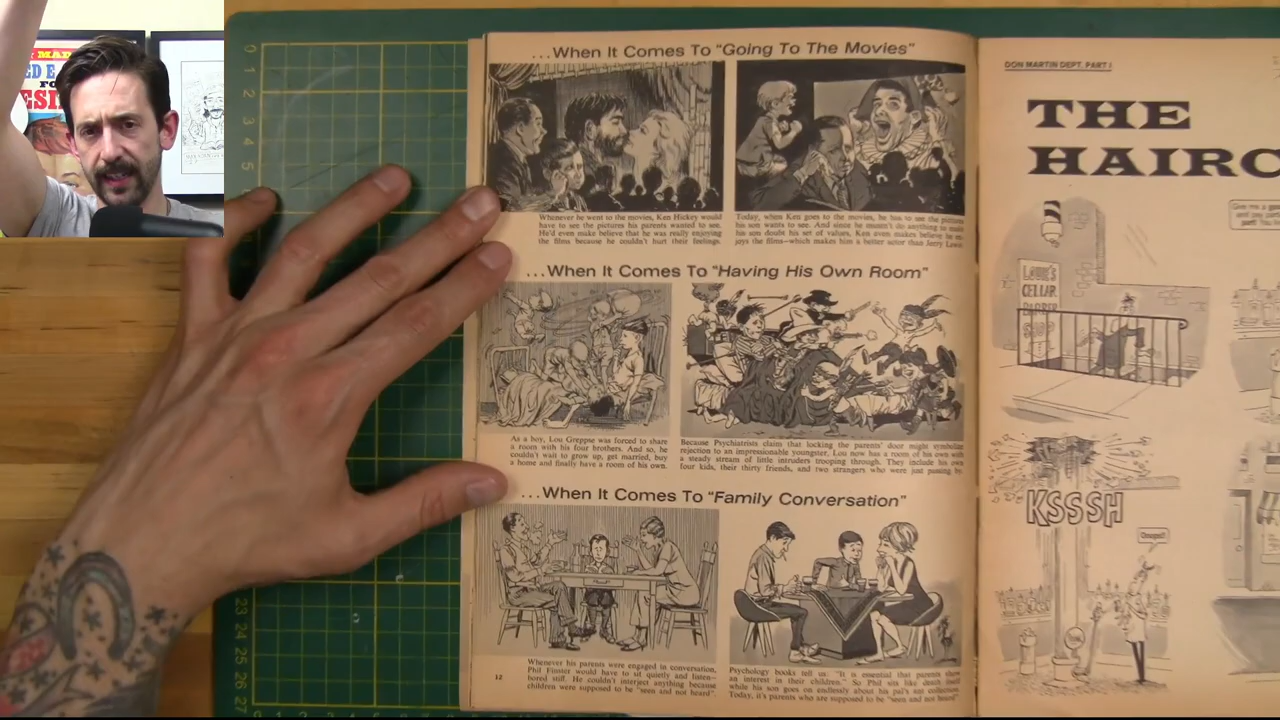 ...When It Comes To "Going To The Movies"
Whenever he went to the movies, Ken Hickey would
have to see the pictures his parents wanted to see.
He'd even make believe that he was really enjoying
the films because he couldn't hurt their feelings.
Today, when Ken goes to the movies, he has to see the pictures
his son wants to see. And since he mustn't do anything to make
his son doubt his set of values, Ken even makes believe he en-
joys the films—which makes him a better actor than Jerry Lewis
...When It Comes To "Having His Own Room"
As a boy, Lou Greppse was forced to share
a room with his four brothers. And so, he
couldn't wait to grow up, get married, buy
a home and finally have a room of his own.
Because Psychiatrists claim that locking the parents' door might symbolize
rejection to an impressionable youngster, Lou now has a room of his own with
a steady stream of little intruders trooping through. They include his own
four kids, their thirty friends, and two strangers who were just passing by.
...When It Comes To "Family Conversation"
Whenever his parents were engaged in conversation,
Phil Finster would have to sit quietly and listen—
bored stiff. He couldn't interject anything because
children were supposed to be "seen and not heard".
Psychology books tell us: "It is essential that parents show
an interest in their children." So Phil sits like death itself
while his son goes on endlessly about his pal's ant collection.
Today, it's parents who are supposed to be "seen and not heard"
12
DON MARTIN DEPT. PART I
THE
HAIRC
CELLAR
KSSSH